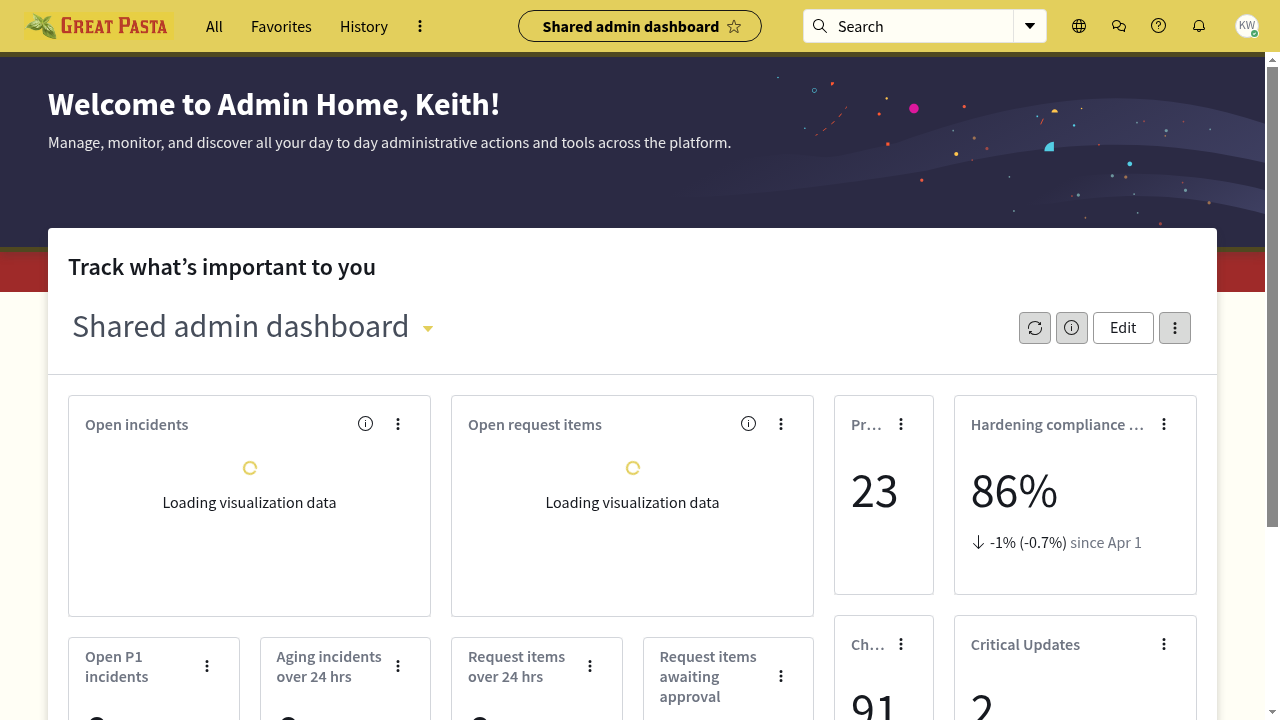 GREAT PASTA
All
Favorites
History
Shared admin dashboard
Search
KW
Welcome to Admin Home, Keith!
Manage, monitor, and discover all your day to day administrative actions and tools across the platform.
Track what’s important to you
Shared admin dashboard
Edit
Open incidents
Loading visualization data
Open request items
Loading visualization data
Pr…
23
Hardening compliance …
86%
-1% (-0.7%) since Apr 1
Open P1
incidents
Aging incidents
over 24 hrs
Request items
over 24 hrs
Request items
awaiting
approval
Ch…
91
Critical Updates
2